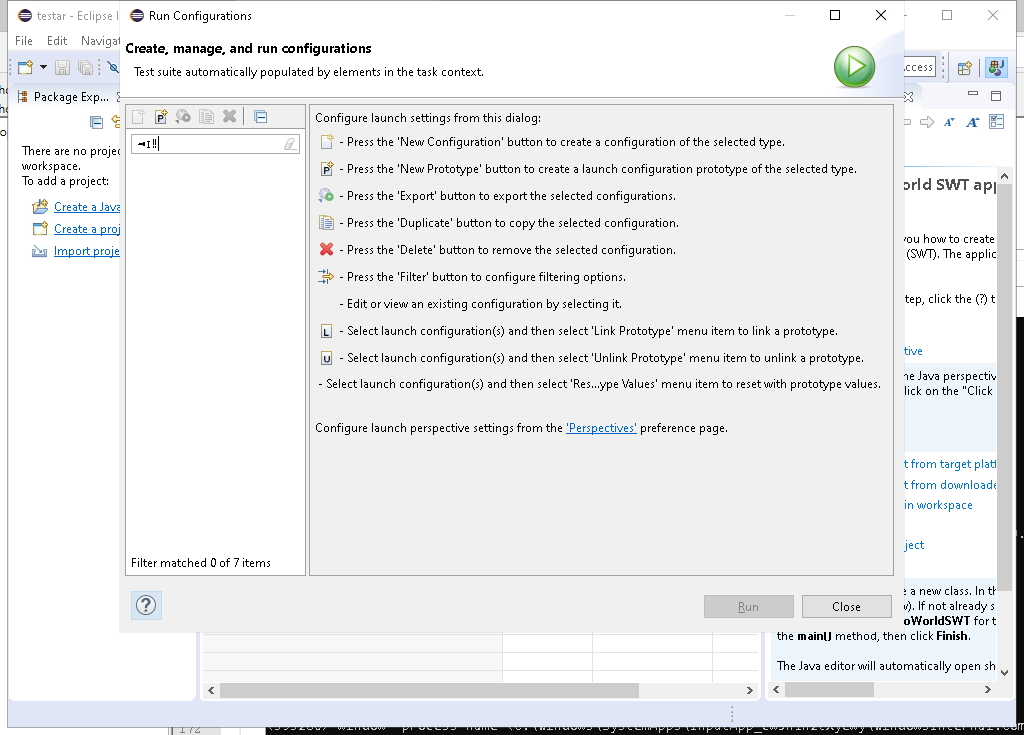 testar - Eclipse I
Run Configurations
File Edit Navigat
Create, manage, and run configurations
Test suite automatically populated by elements in the task context.
ccess
Package Exp...
There are no projec
workspace.
To add a project:
Create a Java
Create a proj
Import proje
Filter matched 0 of 7 items
Configure launch settings from this dialog:
- Press the 'New Configuration' button to create a configuration of the selected type.
P - Press the 'New Prototype' button to create a launch configuration prototype of the selected type.
- Press the 'Export' button to export the selected configurations.
- Press the 'Duplicate' button to copy the selected configuration.
- Press the 'Delete' button to remove the selected configuration.
- Press the 'Filter' button to configure filtering options.
- Edit or view an existing configuration by selecting it.
L - Select launch configuration(s) and then select 'Link Prototype' menu item to link a prototype.
U - Select launch configuration(s) and then select 'Unlink Prototype' menu item to unlink a prototype.
- Select launch configuration(s) and then select 'Res...ype Values' menu item to reset with prototype values.
Configure launch perspective settings from the 'Perspectives' preference page.
Run Close
orld SWT app
you how to create
(SWT). The applic
tep, click the (?) t
tive
he Java perspectiv
lick on the "Click
t from target platf
t from downloade
in workspace
ject
e a new class. In th
w). If not already s
oWorldSWT for t
the main() method, then click Finish.
The Java editor will automatically open sh
172